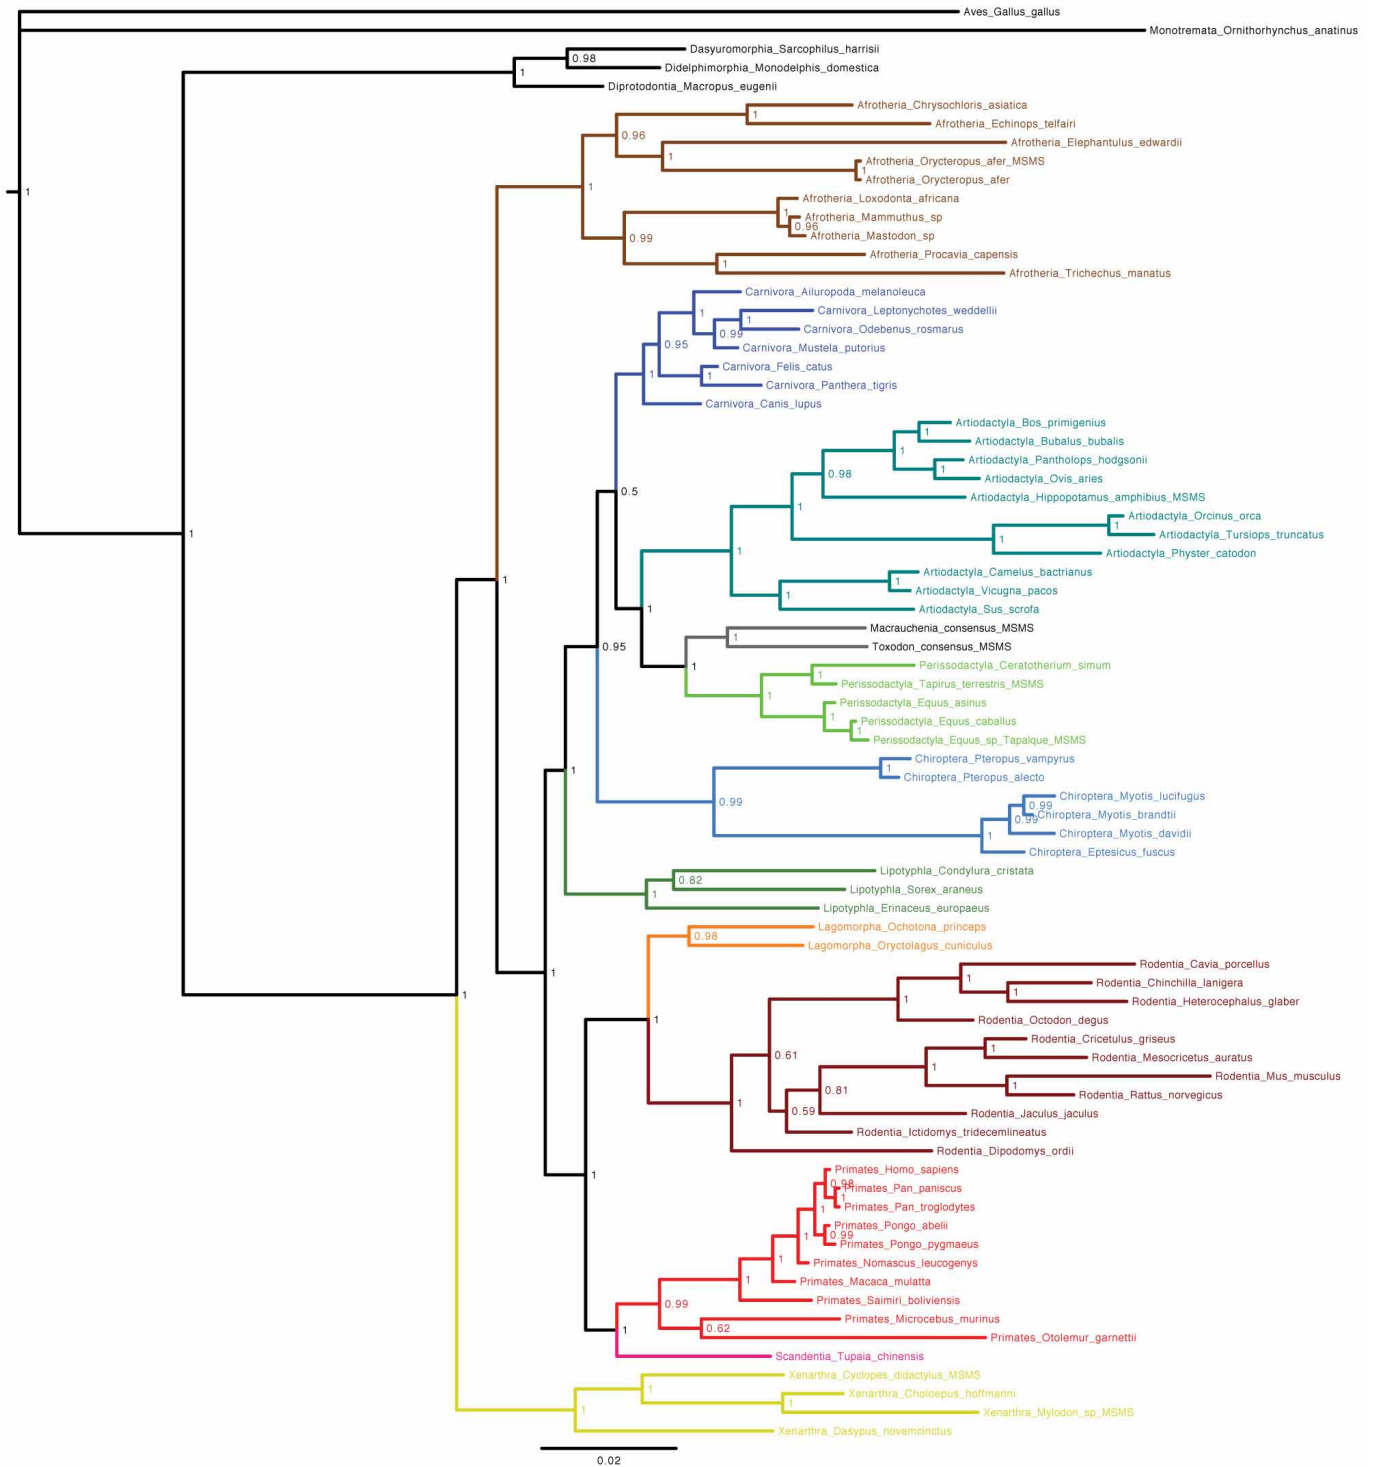 Aves_Gallus_gallus
Monotremata_Ornithorhynchus_anatinus
Dasyuromorphia_Sarcophilus_harrisii
0.98
Didelphimorphia_Monodelphis_domestica
1
Diprotodontia_Macropus_eugenii
Afrotheria_Chrysochloris_asiatica
1
Afrotheria_Echinops_telfairi
0.96
Afrotheria_Elephantulus_edwardii
1
Afrotheria_Orycteropus_afer_MSMS
1
Afrotheria_Orycteropus_afer
1
1
Afrotheria_Loxodonta_africana
1
Afrotheria_Mammuthus_sp
0.96
Afrotheria_Mastodon_sp
0.99
Afrotheria_Procavia_capensis
1
Afrotheria_Trichechus_manatus
Carnivora_Ailuropoda_melanoleuca
1
Carnivora_Leptonychotes_weddellii
1
Carnivora_Odebenus_rosmarus
0.99
0.95
Carnivora_Mustela_putorius
Carnivora_Felis_catus
1
1
Carnivora_Panthera_tigris
Carnivora_Canis_lupus
Artiodactyla_Bos_primigenius
1
Artiodactyla_Bubalus_bubalis
1
Artiodactyla_Pantholops_hodgsonii
1
0.98
Artiodactyla_Ovis_aries
0.5
Artiodactyla_Hippopotamus_amphibius_MSMS
1
Artiodactyla_Orcinus_orca
1
Artiodactyla_Tursiops_truncatus
1
1
Artiodactyla_Physter_catodon
1
Artiodactyla_Camelus_bactrianus
1
1
Artiodactyla_Vicugna_pacos
1
1
Artiodactyla_Sus_scrofa
Macrauchenia_consensus_MSMS
1
0.95
Toxodon_consensus_MSMS
1
Perissodactyla_Ceratotherium_simum
1
Perissodactyla_Tapirus_terrestris_MSMS
1
Perissodactyla_Equus_asinus
1
Perissodactyla_Equus_caballus
1
Perissodactyla_Equus_sp_Tapalque_MSMS
Chiroptera_Pteropus_vampyrus
1
1
Chiroptera_Pteropus_alecto
Chiroptera_Myotis_lucifugus
0.99
0.99
Chiroptera_Myotis_brandtii
0.99
Chiroptera_Myotis_davidii
1
Chiroptera_Eptesicus_fuscus
Lipotyphla_Condylura_cristata
0.82
Lipotyphla_Sorex_araneus
1
Lipotyphla_Erinaceus_europaeus
Lagomorpha_Ochotona_princeps
0.98
Lagomorpha_Oryctolagus_cuniculus
Rodentia_Cavia_porcellus
1
1
Rodentia_Chinchilla_lanigera
1
1
1
Rodentia_Heterocephalus_glaber
Rodentia_Octodon_degus
1
Rodentia_Cricetulus_griseus
1
0.61
Rodentia_Mesocricetus_auratus
1
Rodentia_Mus_musculus
1
0.81
Rodentia_Rattus_norvegicus
1
0.59
Rodentia_Jaculus_jaculus
Rodentia_Ictidomys_tridecemlineatus
Rodentia_Dipodomys_ordii
Primates_Homo_sapiens
1
0.98
Primates_Pan_paniscus
1
Primates_Pan_troglodytes
1
Primates_Pongo_abelii
0.99
1
Primates_Pongo_pygmaeus
1
Primates_Nomascus_leucogenys
1
Primates_Macaca_mulatta
Primates_Saimiri_boliviensis
0.99
Primates_Microcebus_murinus
0.62
1
Primates_Otolemur_garnettii
Scandentia_Tupaia_chinensis
Xenarthra_Cyclopes_didactylus_MSMS
1
Xenarthra_Choloepus_hoffmanni
1
1
Xenarthra_Mylodon_sp_MSMS
Xenarthra_Dasypus_novemcinctus
0.02